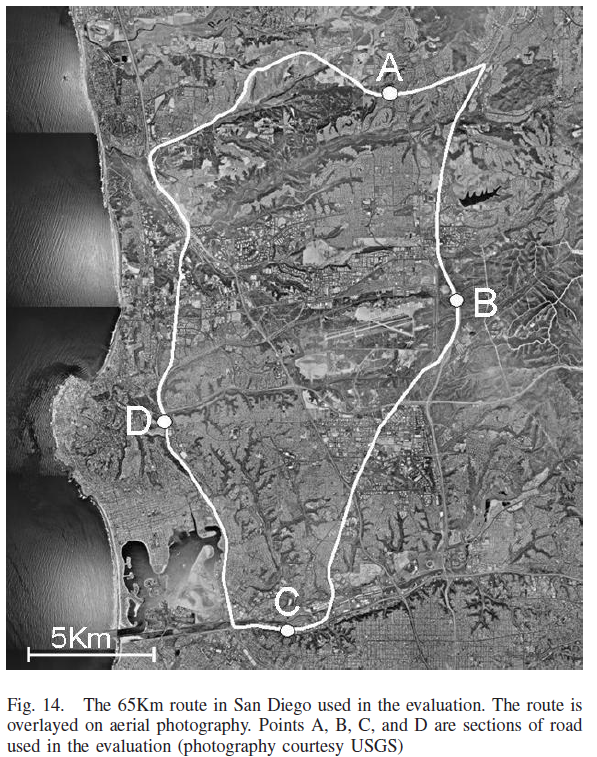 A
B
D
C
5Km
Fig. 14. The 65Km route in San Diego used in the evaluation. The route is
overlayed on aerial photography. Points A, B, C, and D are sections of road
used in the evaluation (photography courtesy USGS)